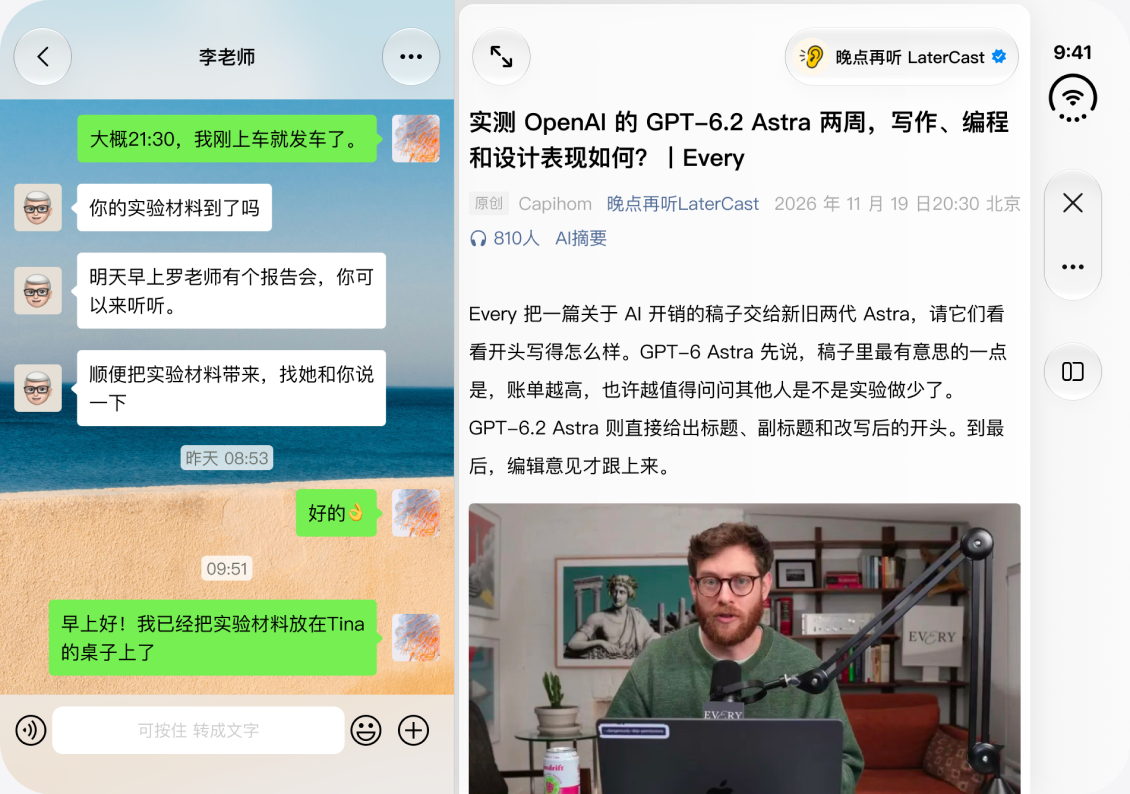 李老师
大概21:30，我刚上车就发车了。
你的实验材料到了吗
明天早上罗老师有个报告会，你可
以来听听。
顺便把实验材料带来，找她和你说
一下
昨天 08:53
好的👌
09:51
早上好！我已经把实验材料放在Tina
的桌子上了
可按住 转成文字
晚点再听 LaterCast
实测 OpenAI 的 GPT-6.2 Astra 两周，写作、编程
和设计表现如何？ | Every
原创 Capihom 晚点再听LaterCast 2026 年 11 月 19 日20:30 北京
810人 AI摘要
Every 把一篇关于 AI 开销的稿子交给新旧两代 Astra，请它们看
看开头写得怎么样。GPT-6 Astra 先说，稿子里最有意思的一点
是，账单越高，也许越值得问问其他人是不是实验做少了。
GPT-6.2 Astra 则直接给出标题、副标题和改写后的开头。到最
后，编辑意见才跟上来。
EVERY
EVERY
9:41